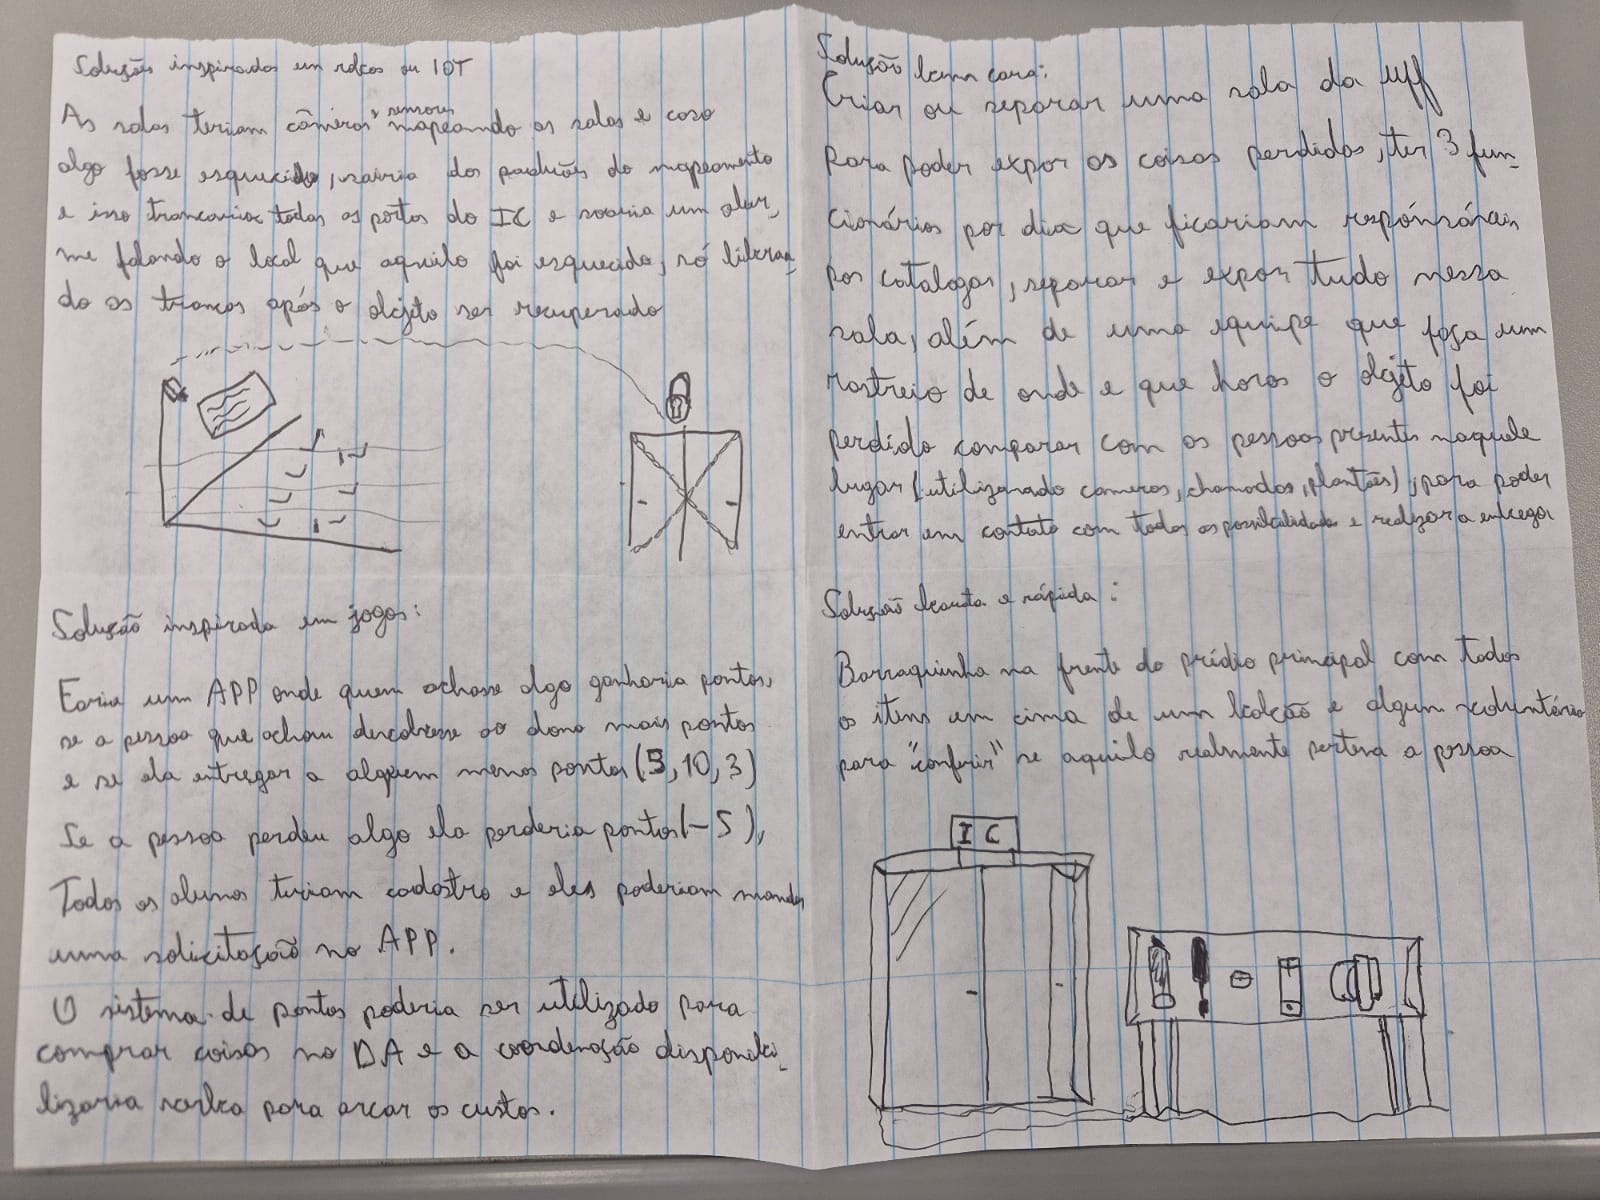 Soluções inspiradas em robôs ou IOT
As salas teriam câmeras e sensores mapeando as salas e caso
algo fosse esquecido, sairia dos padrões do mapeamento
e isso trancaria todas as portas do IC e soaria um alar-
me falando o local que aquilo foi esquecido, só liberan-
do as trancas após o objeto ser recuperado
Solução inspirada em jogos:
Faria um APP onde quem achasse algo ganharia pontos,
se a pessoa que achou descobrisse o dono mais pontos
e se ela entregar a alguém menos pontos (5, 10, 3)
Se a pessoa perdeu algo ela perderia pontos (-5),
Todos os alunos teriam cadastro e eles poderiam mandar
uma solicitação no APP.
O sistema de pontos poderia ser utilizado para
comprar coisas no DA e a coordenação disponibi-
lizaria verba para arcar os custos.
Solução bem cara:
Criar ou separar uma sala da uff
para poder expor as coisas perdidas, ter 3 fun-
cionários por dia que ficariam responsáveis
por catalogar, separar e expor tudo nessa
sala, além de uma equipe que faça um
rastreio de onde e que horas o objeto foi
perdido comparar com as pessoas presentes naquele
lugar (utilizando cameras, chamadas, plantões), para poder
entrar em contato com todas as possibilidades e realizar a entrega
Solução barata e rápida:
Barraquinha na frente do prédio principal com todos
os itens em cima de um balcão e algum voluntário
para "conferir" se aquilo realmente pertence a pessoa
IC